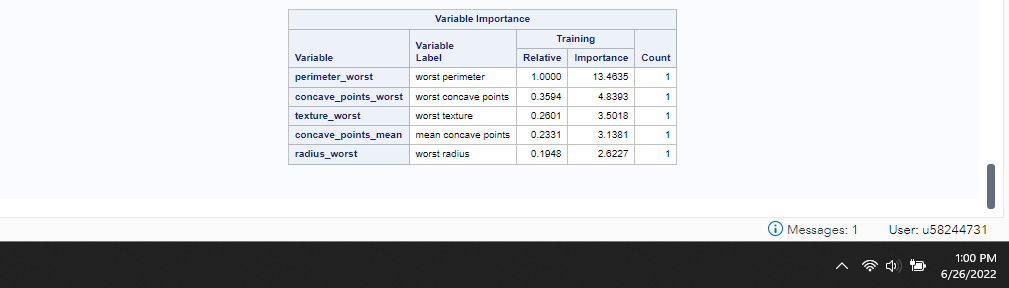 Variable Importance
Variable Variable Label Training Count
Relative Importance
perimeter_worst worst perimeter 1.0000 13.4635 1
concave_points_worst worst concave points 0.3594 4.8393 1
texture_worst worst texture 0.2601 3.5018 1
concave_points_mean mean concave points 0.2331 3.1381 1
radius_worst worst radius 0.1948 2.6227 1
Messages: 1 User: u58244731
1:00 PM
6/26/2022